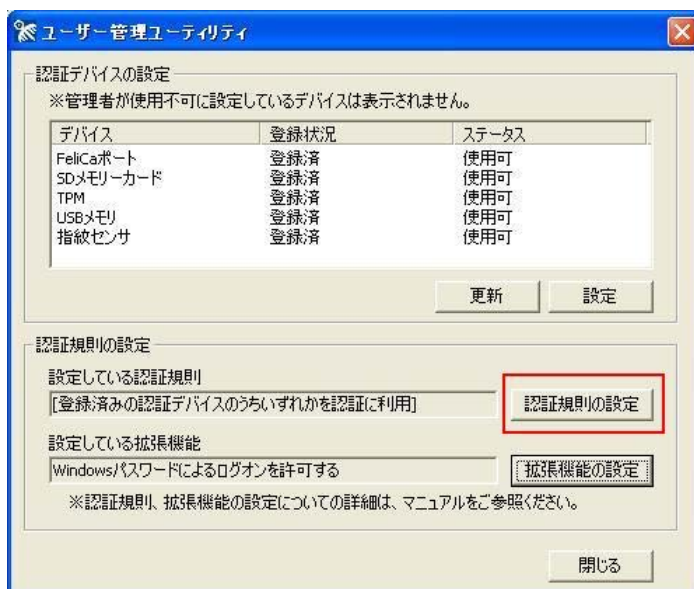 ユーザー管理ユーティリティ
認証デバイスの設定
※管理者が使用不可に設定しているデバイスは表示されません。
デバイス 登録状況 ステータス
FeliCaポート 登録済 使用可
SDメモリーカード 登録済 使用可
TPM 登録済 使用可
USBメモリ 登録済 使用可
指紋センサ 登録済 使用可
更新 設定
認証規則の設定
設定している認証規則
[登録済みの認証デバイスのうちいずれかを認証に利用] 認証規則の設定
設定している拡張機能
Windowsパスワードによるログオンを許可する 拡張機能の設定
※認証規則、拡張機能の設定についての詳細は、マニュアルをご参照ください。
閉じる